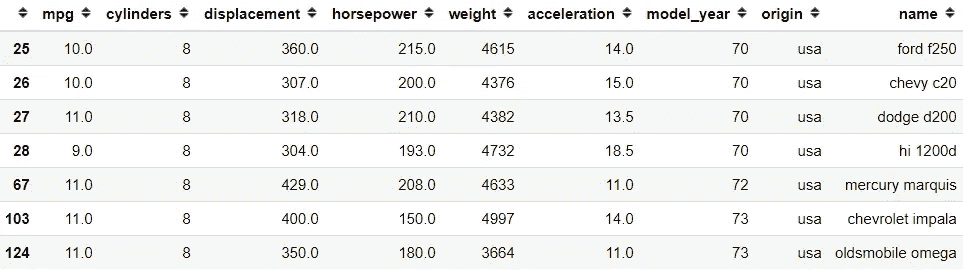 mpg cylinders displacement horsepower weight acceleration model_year origin name
25 10.0 8 360.0 215.0 4615 14.0 70 usa ford f250
26 10.0 8 307.0 200.0 4376 15.0 70 usa chevy c20
27 11.0 8 318.0 210.0 4382 13.5 70 usa dodge d200
28 9.0 8 304.0 193.0 4732 18.5 70 usa hi 1200d
67 11.0 8 429.0 208.0 4633 11.0 72 usa mercury marquis
103 11.0 8 400.0 150.0 4997 14.0 73 usa chevrolet impala
124 11.0 8 350.0 180.0 3664 11.0 73 usa oldsmobile omega